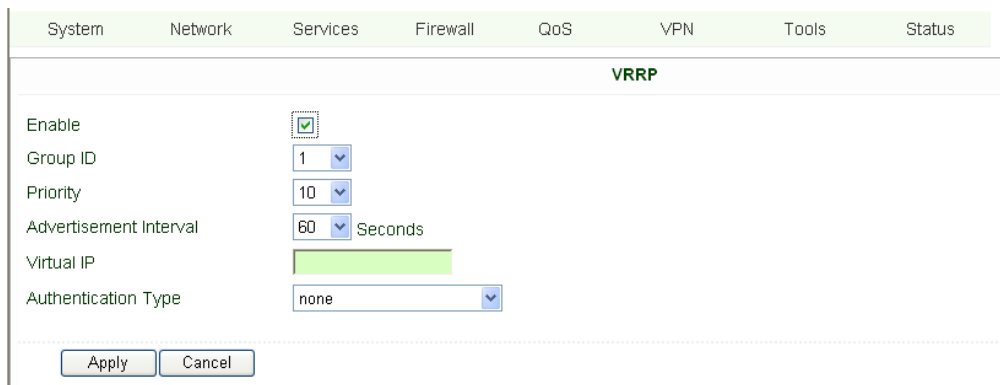 System Network Services Firewall QoS VPN Tools Status
VRRP
Enable
Group ID 1
Priority 10
Advertisement Interval 60 Seconds
Virtual IP
Authentication Type none
Apply Cancel